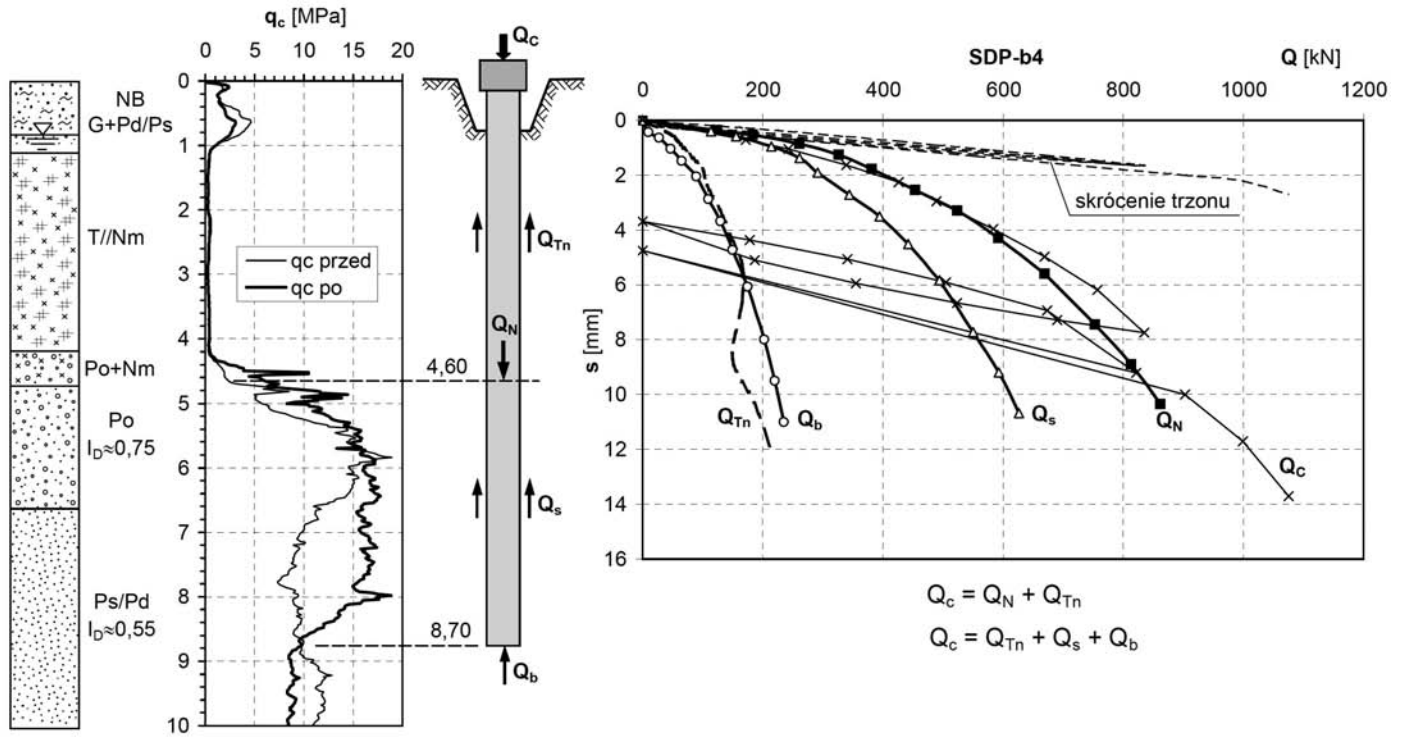 q_c [MPa]
0 5 10 15 20
0
1
2
3
4
5
6
7
8
9
10
NB
G+Pd/Ps
T//Nm
Po+Nm
Po
I_D≈0,75
Ps/Pd
I_D≈0,55
qc przed
qc po
4,60
8,70
Q_C
Q_Tn
Q_N
Q_s
Q_b
SDP-b4 Q [kN]
0 200 400 600 800 1000 1200
s [mm]
0
2
4
6
8
10
12
14
16
skrócenie trzonu
Q_Tn
Q_b
Q_s
Q_N
Q_C
Q_c = Q_N + Q_Tn
Q_c = Q_Tn + Q_s + Q_b